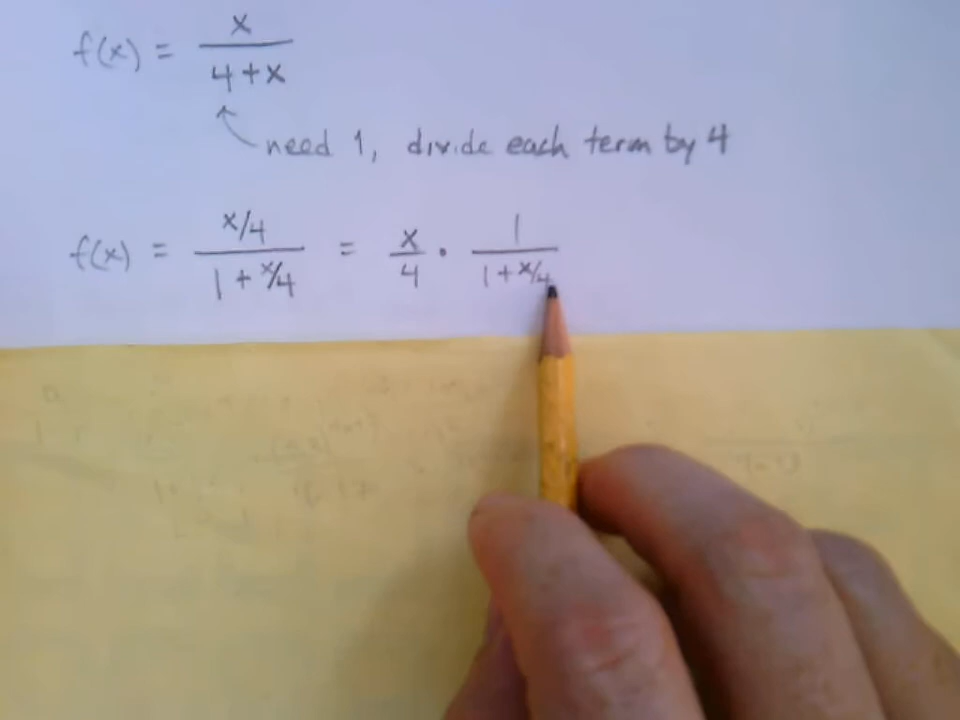 f(x) = x / 4+x
need 1, divide each term by 4
f(x) = x/4 / 1 + x/4 = x/4 · 1 / 1 + x/4